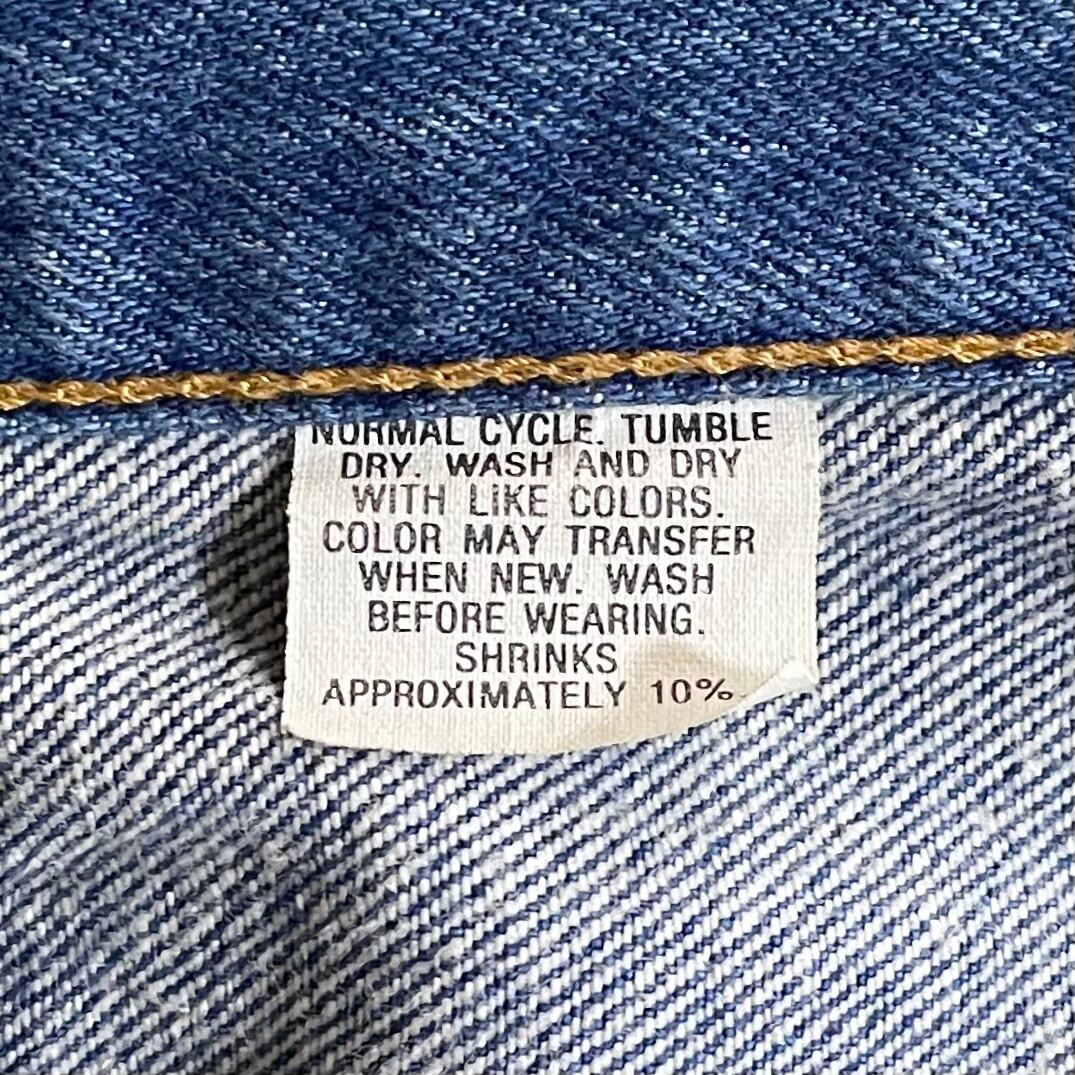 NORMAL CYCLE. TUMBLE
DRY. WASH AND DRY
WITH LIKE COLORS.
COLOR MAY TRANSFER
WHEN NEW. WASH
BEFORE WEARING.
SHRINKS
APPROXIMATELY 10%